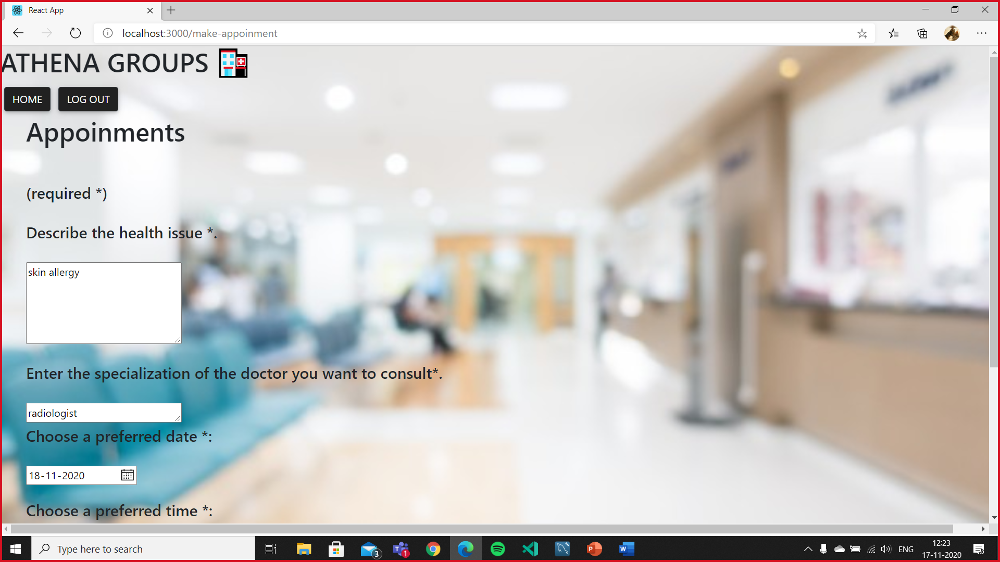 React App
localhost:3000/make-appoinment
ATHENA GROUPS
HOME LOG OUT
Appoinments
(required *)
Describe the health issue *.
skin allergy
Enter the specialization of the doctor you want to consult*.
radiologist
Choose a preferred date *:
18-11-2020
Choose a preferred time *:
Type here to search
3
T
1
P
W
ENG
12:23
17-11-2020